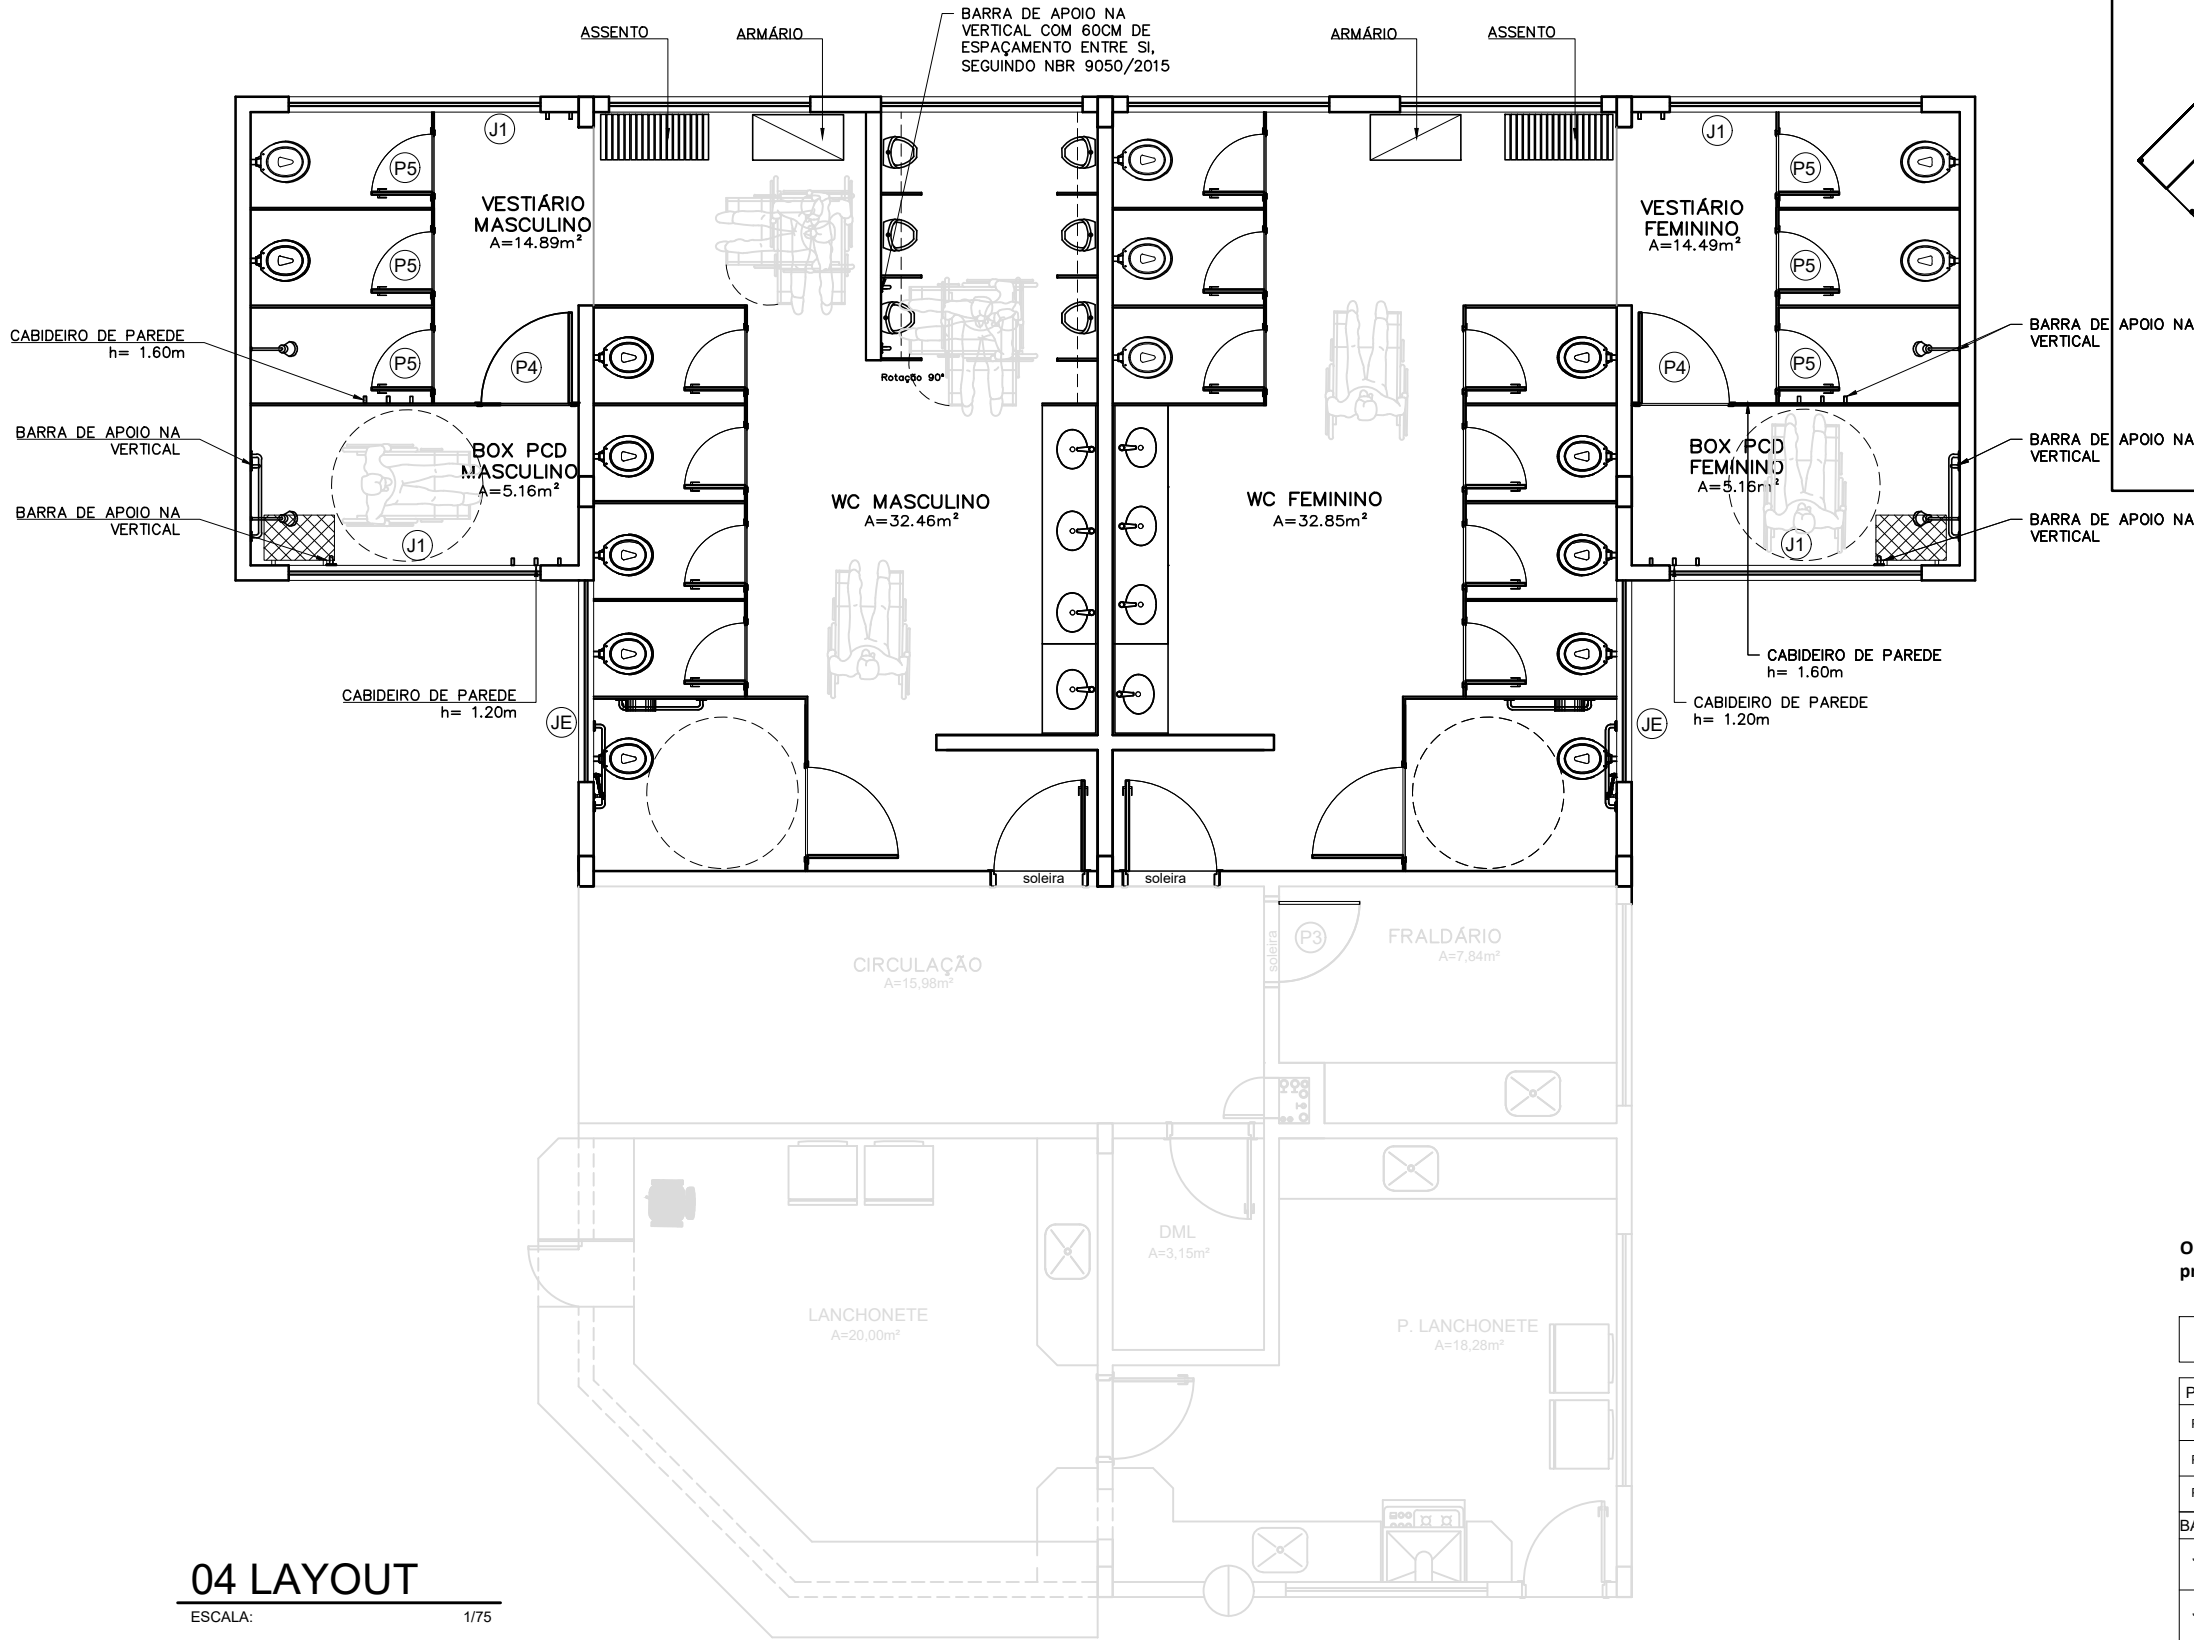 BARRA DE APOIO NA
VERTICAL COM 60CM DE
ESPAÇAMENTO ENTRE SI,
SEGUINDO NBR 9050/2015
ASSENTO
ARMÁRIO
ARMÁRIO
ASSENTO
J1
J1
P5
P5
VESTIÁRIO
MASCULINO
A=14.89m²
VESTIÁRIO
FEMININO
A=14.49m²
P5
P5
CABIDEIRO DE PAREDE
h= 1.60m
P5
P4
Rotação 90°
P4
P5
BARRA DE APOIO NA
VERTICAL
BARRA DE APOIO NA
VERTICAL
BOX PCD
MASCULINO
A=5.16m²
BOX PCD
FEMININO
A=5.16m²
BARRA DE APOIO NA
VERTICAL
WC MASCULINO
A=32.46m²
WC FEMININO
A=32.85m²
BARRA DE APOIO NA
VERTICAL
BARRA DE APOIO NA
VERTICAL
J1
J1
CABIDEIRO DE PAREDE
h= 1.60m
CABIDEIRO DE PAREDE
h= 1.20m
CABIDEIRO DE PAREDE
h= 1.20m
JE
JE
soleira
soleira
CIRCULAÇÃO
A=15,98m²
soleira
P3
FRALDÁRIO
A=7,84m²
DML
A=3,15m²
LANCHONETE
A=20,00m²
P. LANCHONETE
A=18,28m²
04 LAYOUT
ESCALA: 1/75